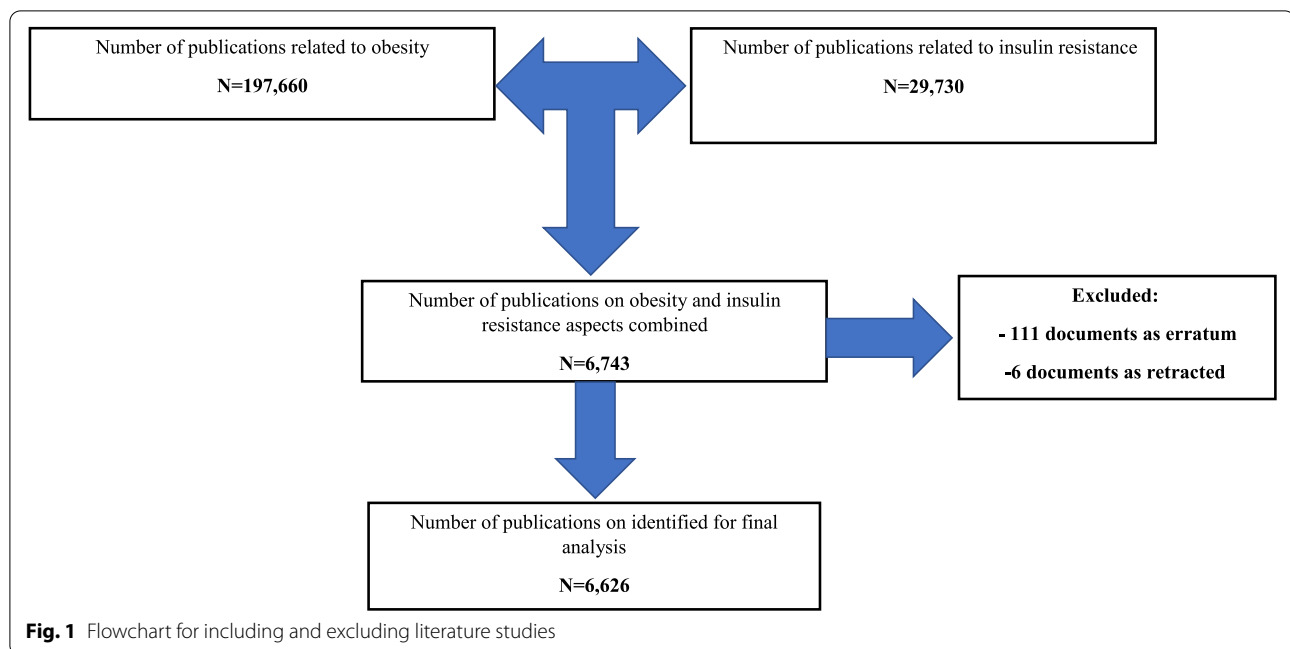 Number of publications related to obesity
N=197,660
Number of publications related to insulin resistance
N=29,730
Number of publications on obesity and insulin
resistance aspects combined
N=6,743
Excluded:
- 111 documents as erratum
-6 documents as retracted
Number of publications on identified for final
analysis
N=6,626
Fig. 1 Flowchart for including and excluding literature studies